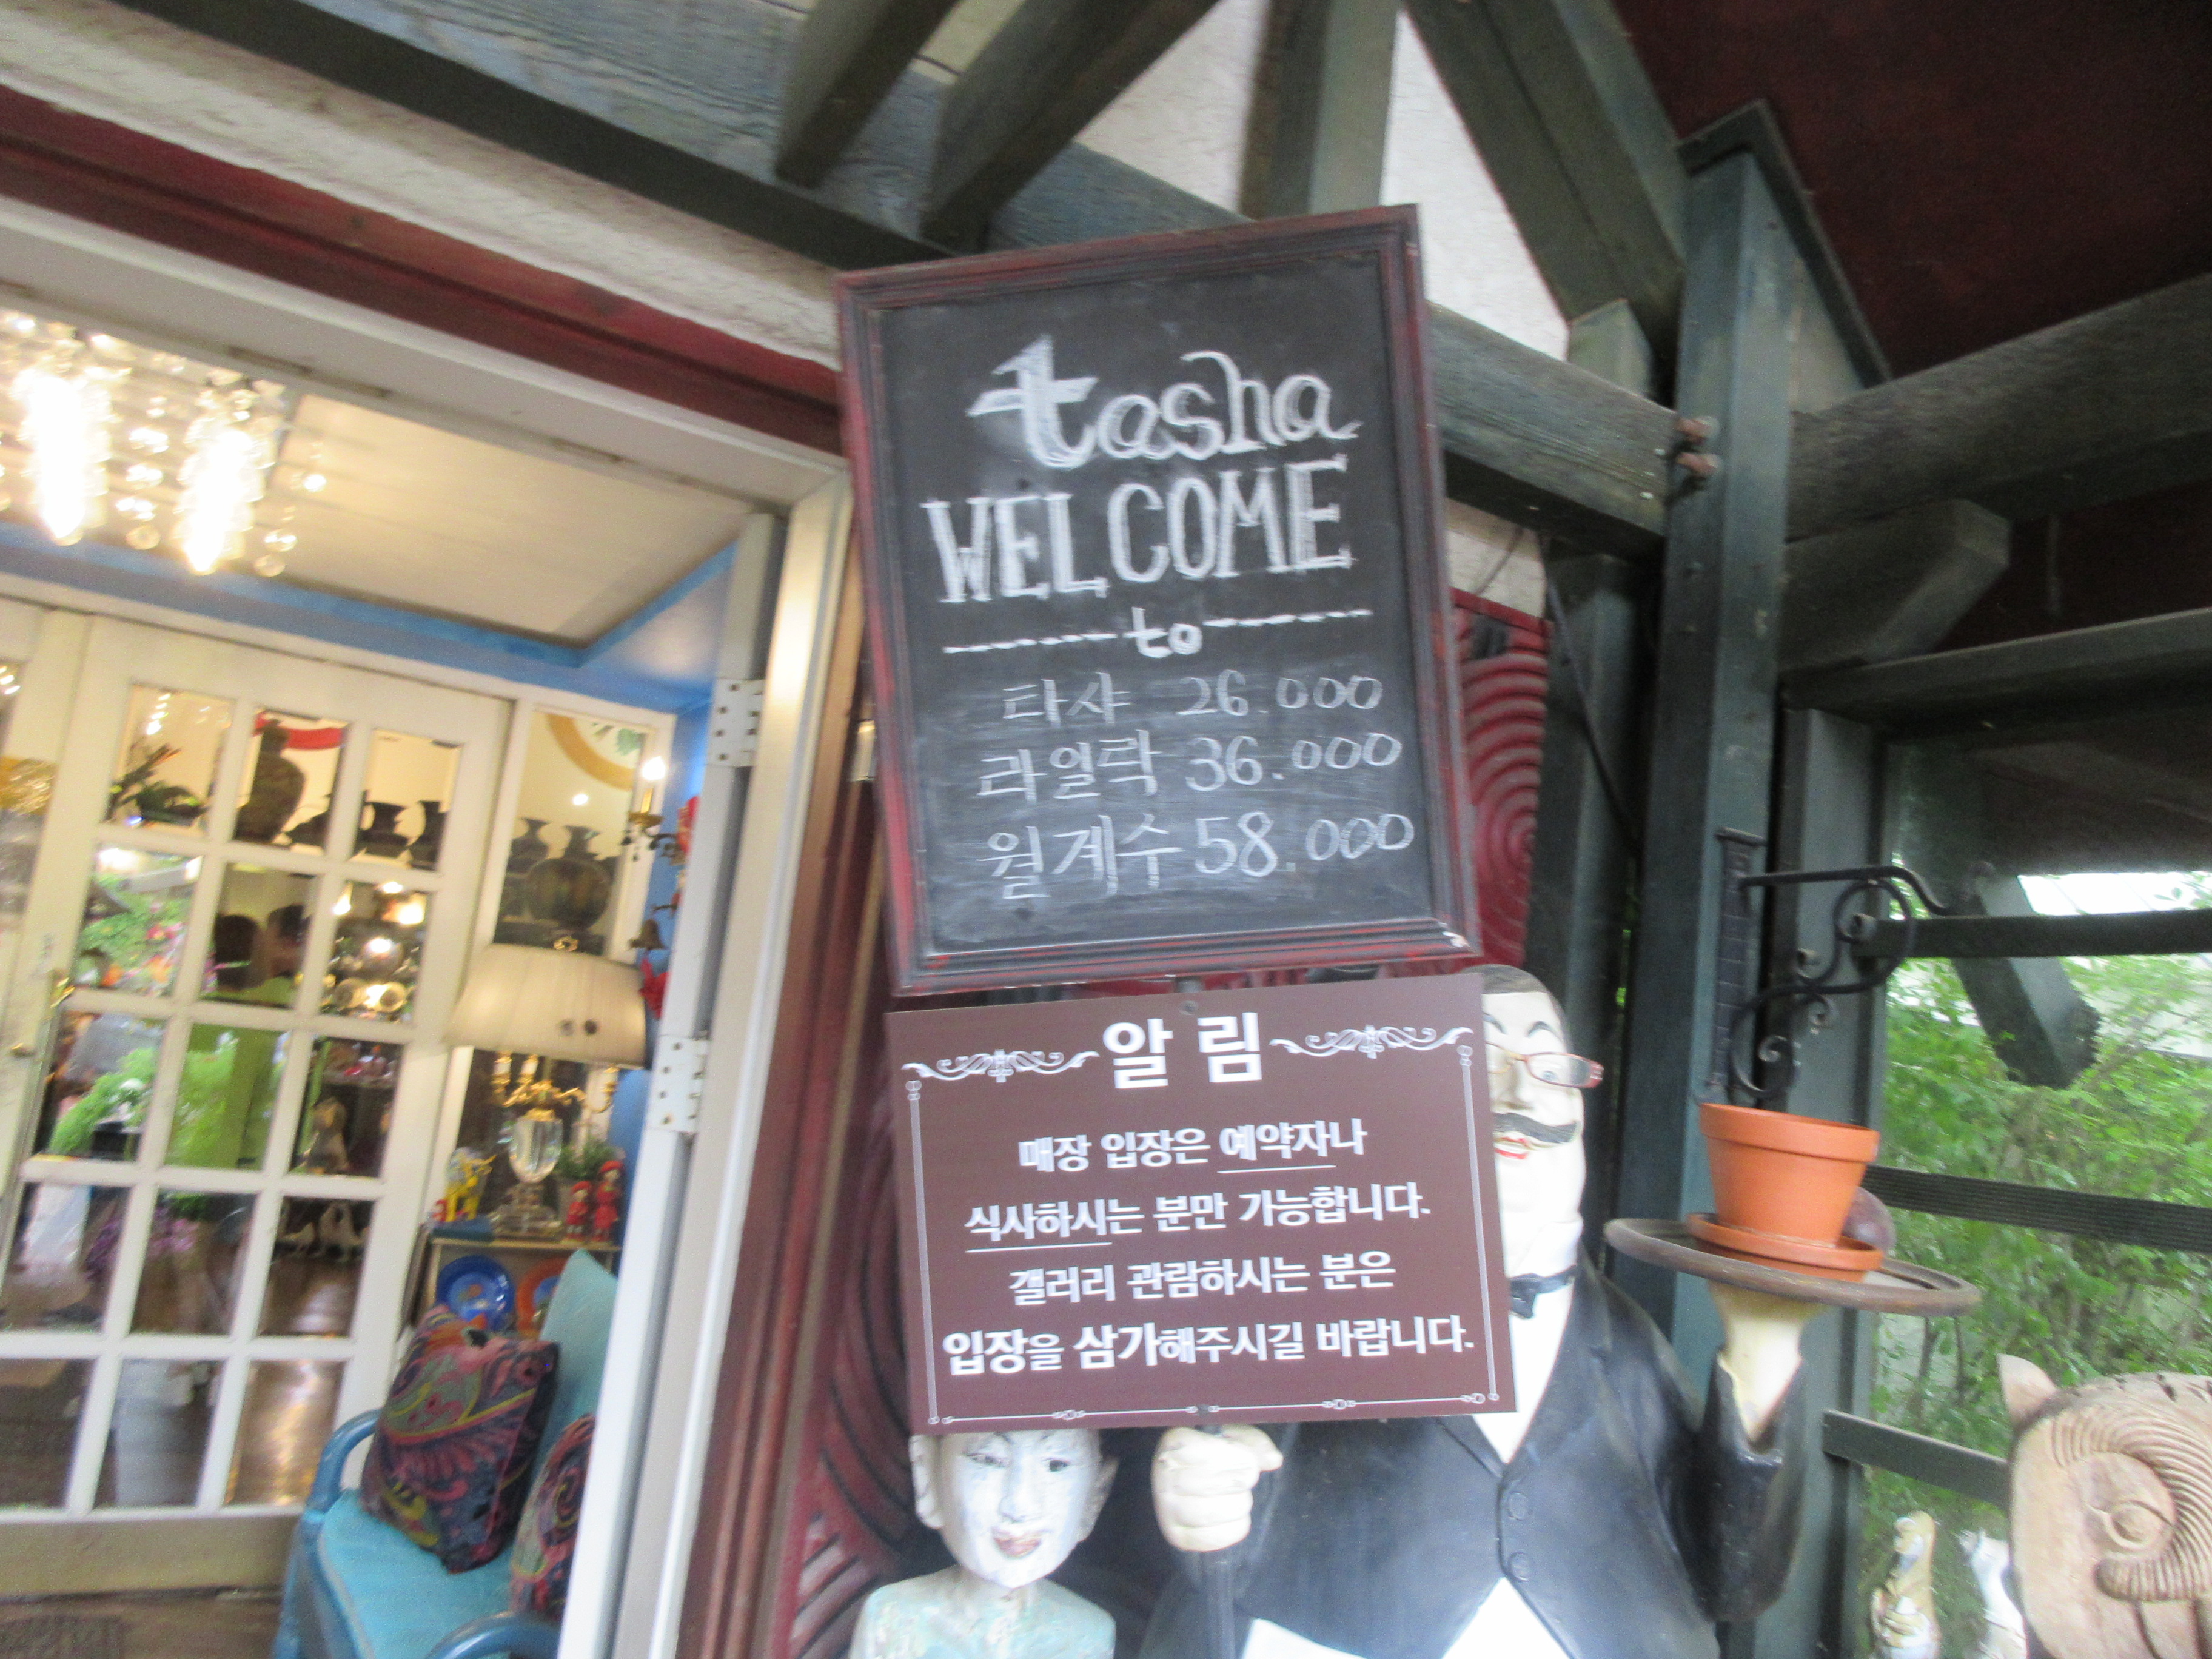 tasha
WELCOME
to
타샤 26.000
라일락 36.000
월계수 58.000
알림
매장 입장은 예약자나
식사하시는 분만 가능합니다.
갤러리 관람하시는 분은
입장을 삼가해주시길 바랍니다.